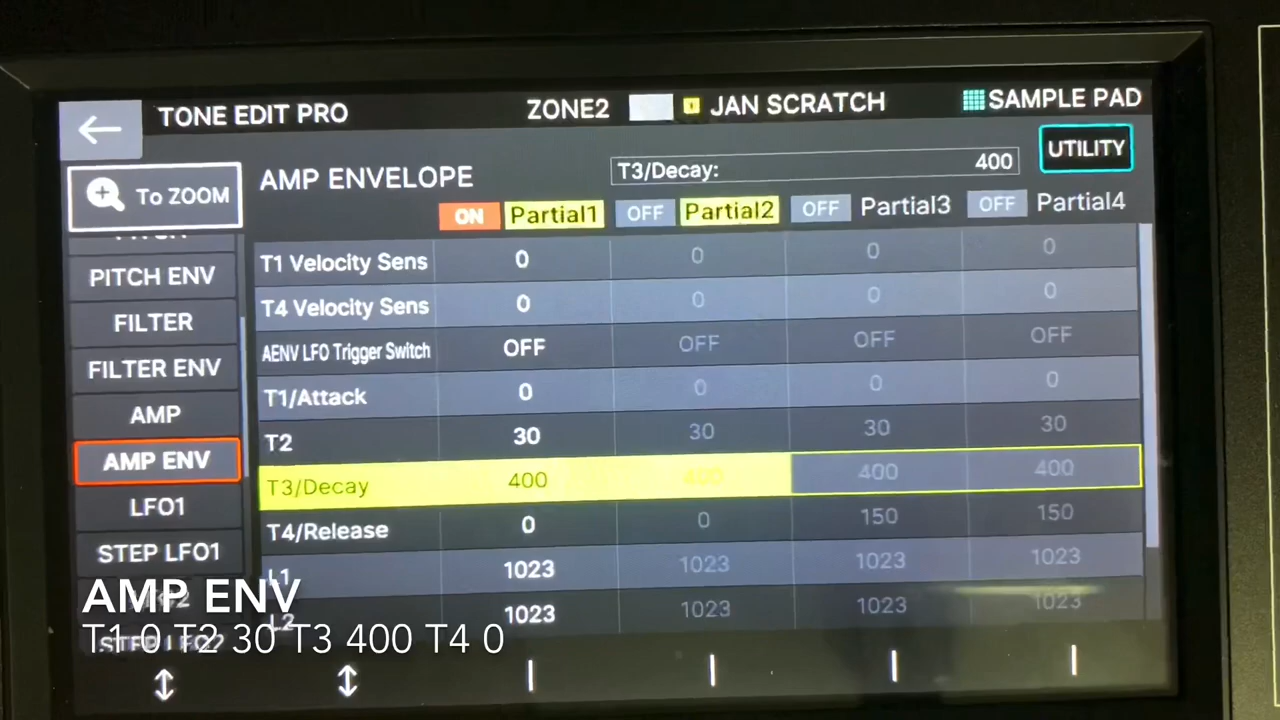 TONE EDIT PRO ZONE2 JAN SCRATCH SAMPLE PAD
To ZOOM AMP ENVELOPE T3/Decay: 400 UTILITY
ON Partial1 OFF Partial2 OFF Partial3 OFF Partial4
PITCH
PITCH ENV
FILTER
FILTER ENV
AMP
AMP ENV
LFO1
STEP LFO1
STEP LFO2
T1 Velocity Sens 0 0 0 0
T4 Velocity Sens 0 0 0 0
AENV LFO Trigger Switch OFF OFF OFF OFF
T1/Attack 0 0 0 0
T2 30 30 30 30
T3/Decay 400 400 400 400
T4/Release 0 0 150 150
L1 1023 1023 1023 1023
L2 1023 1023 1023 1023
AMP ENV
T1 0 T2 30 T3 400 T4 0